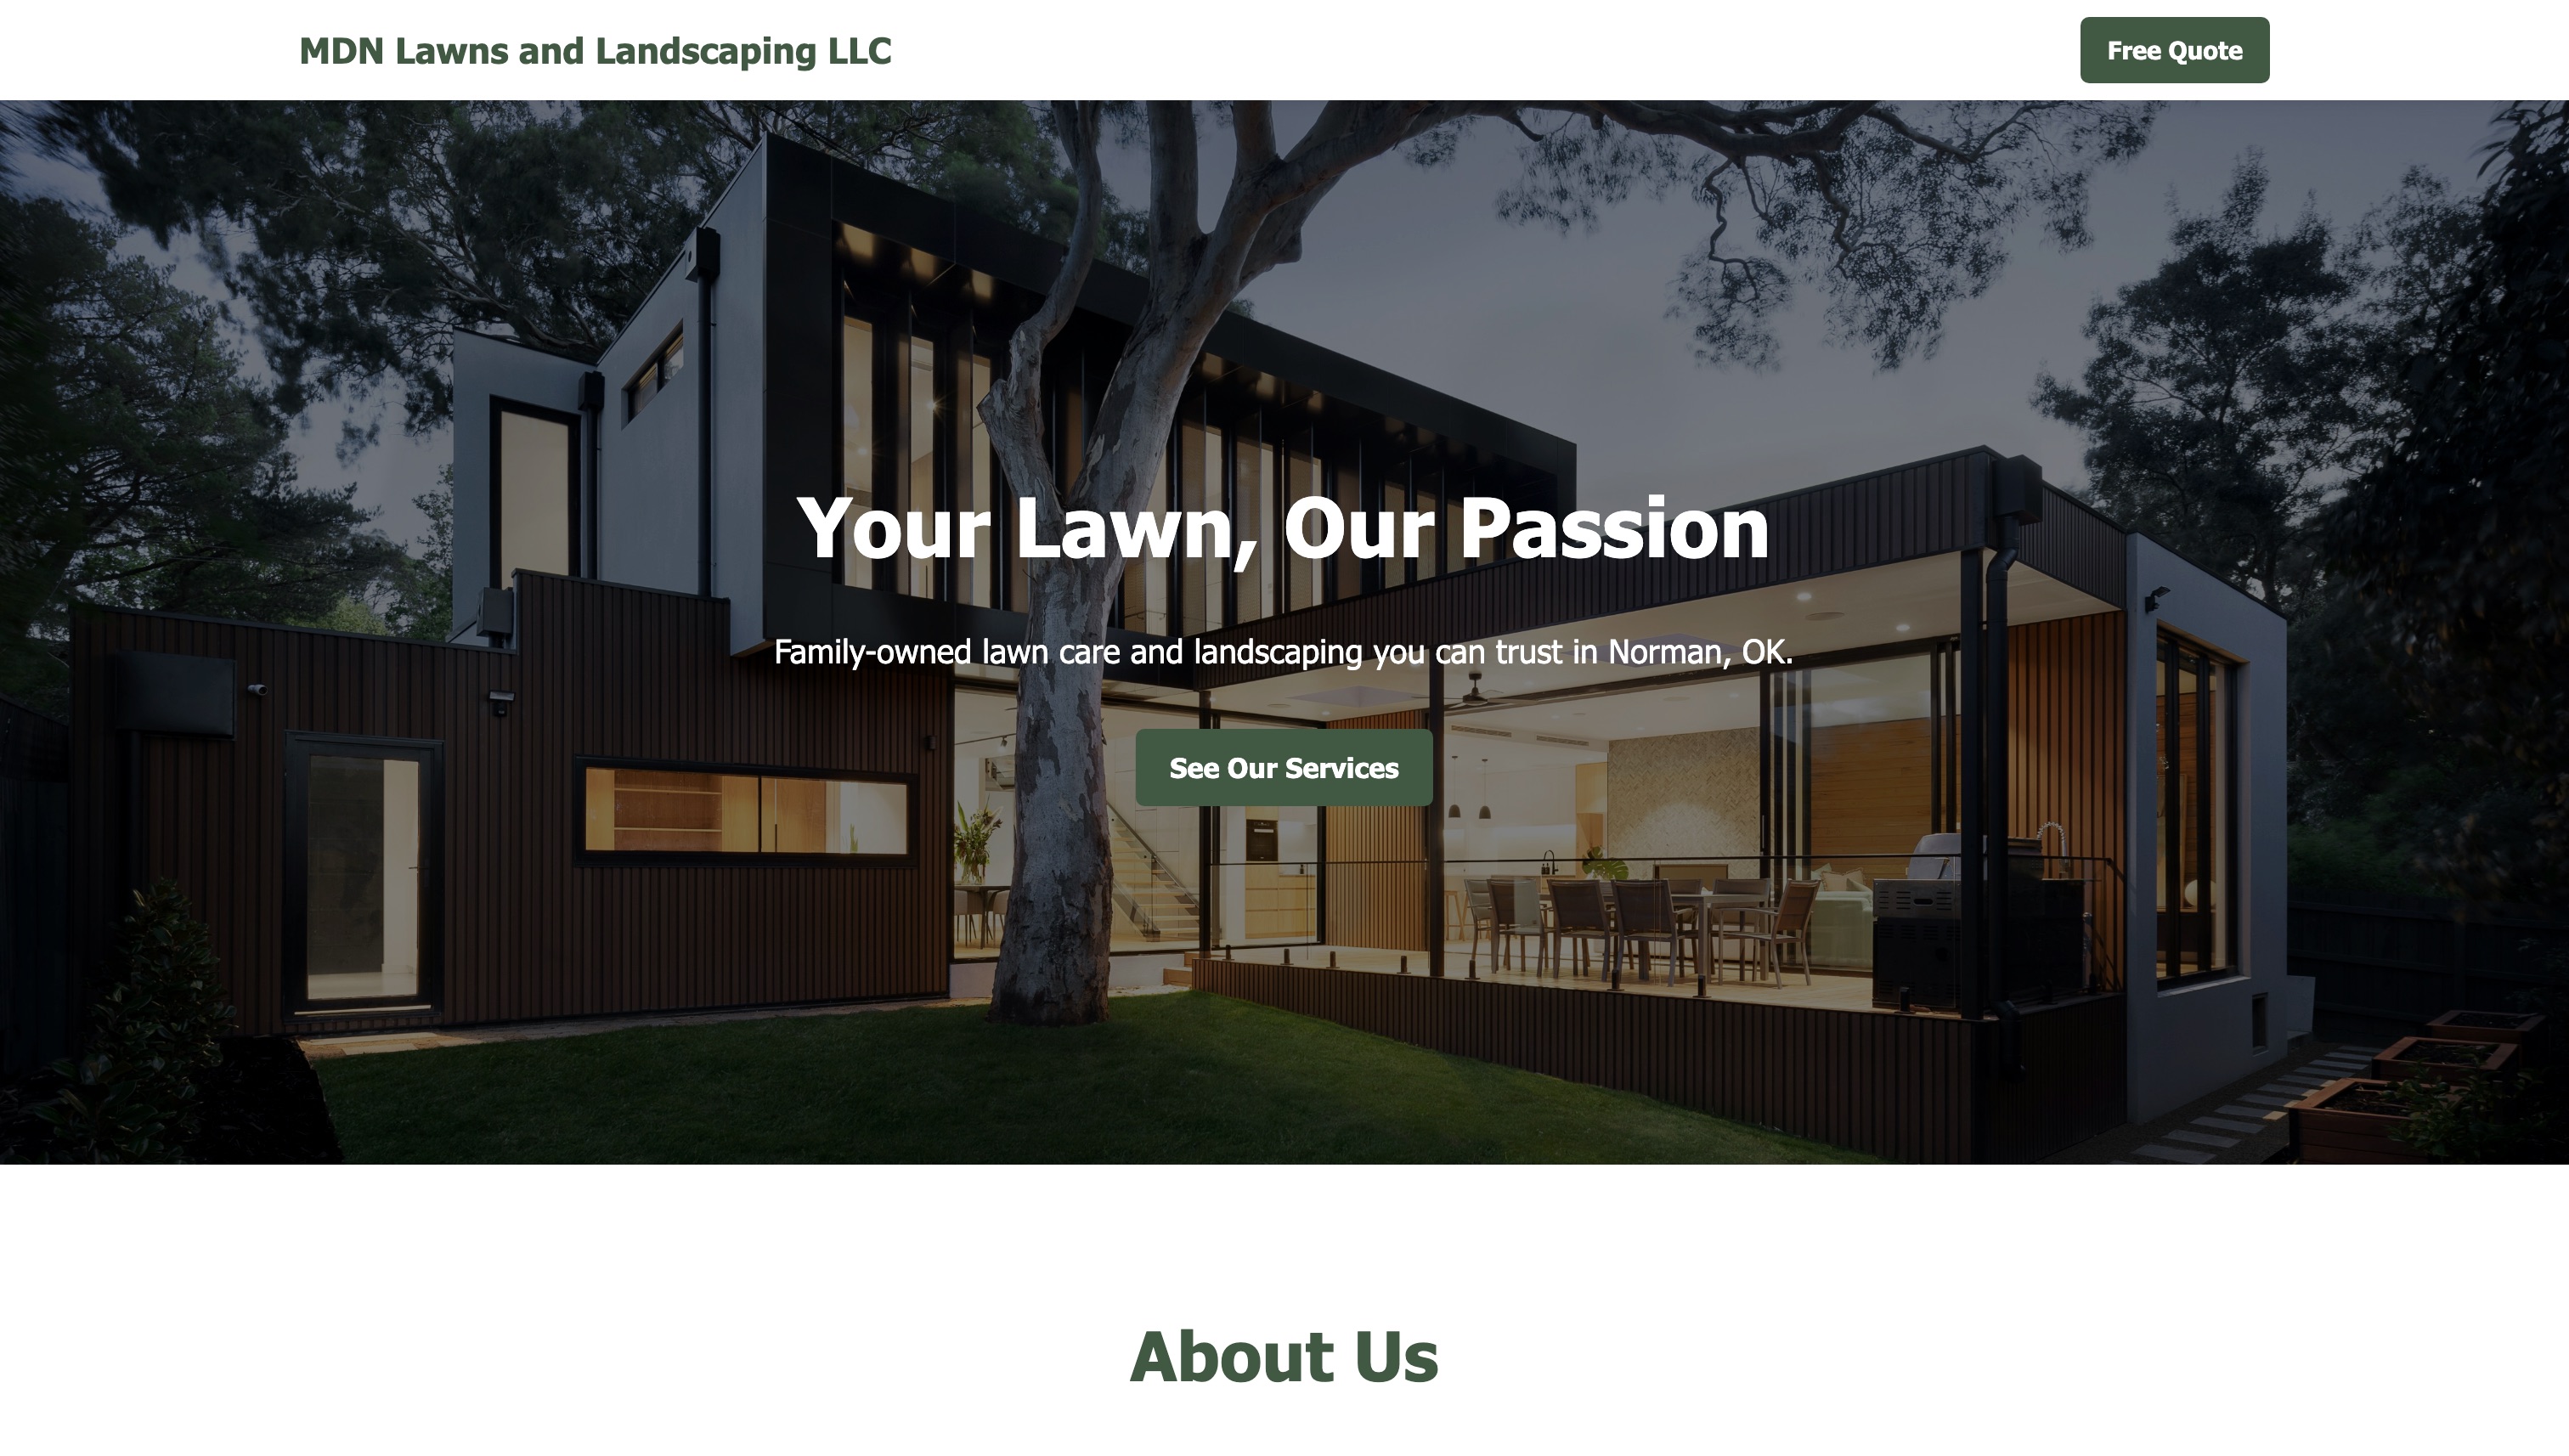 MDN Lawns and Landscaping LLC
Free Quote
Your Lawn, Our Passion
Family-owned lawn care and landscaping you can trust in Norman, OK.
See Our Services
About Us